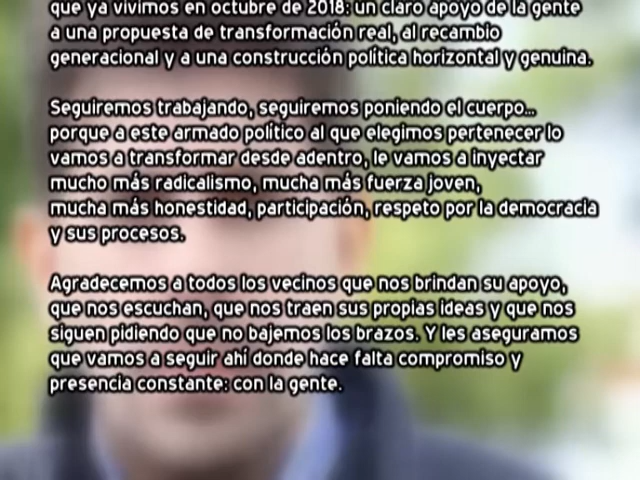 que ya vivimos en octubre de 2018: un claro apoyo de la gente
a una propuesta de transformación real, al recambio
generacional y a una construcción política horizontal y genuina.
Seguiremos trabajando, seguiremos poniendo el cuerpo...
porque a este armado político al que elegimos pertenecer lo
vamos a transformar desde adentro, le vamos a inyectar
mucho más radicalismo, mucha más fuerza joven,
mucha más honestidad, participación, respeto por la democracia
y sus procesos.
Agradecemos a todos los vecinos que nos brindan su apoyo,
que nos escuchan, que nos traen sus propias ideas y que nos
siguen pidiendo que no bajemos los brazos. Y les aseguramos
que vamos a seguir ahí donde hace falta compromiso y
presencia constante: con la gente.